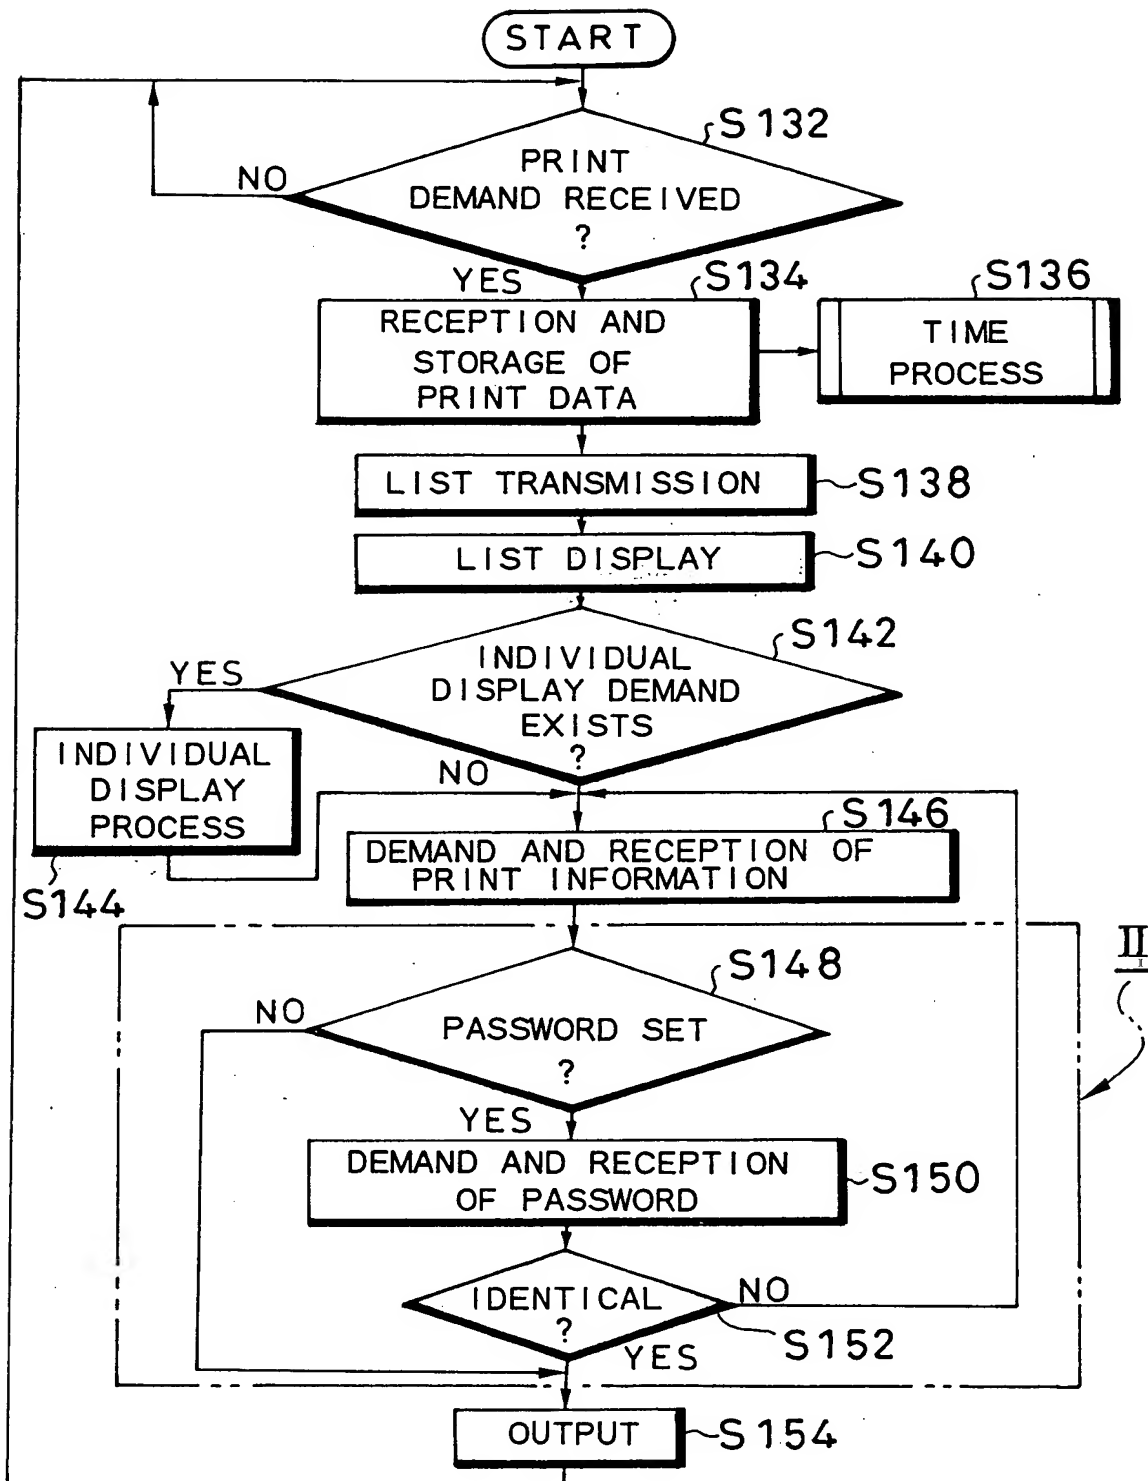 START
S132
PRINT
DEMAND RECEIVED
?
NO
YES
S134
RECEPTION AND
STORAGE OF
PRINT DATA
S136
TIME
PROCESS
LIST TRANSMISSION
S138
LIST DISPLAY
S140
S142
INDIVIDUAL
DISPLAY DEMAND
EXISTS
?
YES
NO
INDIVIDUAL
DISPLAY
PROCESS
S144
S146
DEMAND AND RECEPTION OF
PRINT INFORMATION
II
S148
PASSWORD SET
?
NO
YES
DEMAND AND RECEPTION
OF PASSWORD
S150
IDENTICAL
?
NO
S152
YES
OUTPUT
S154